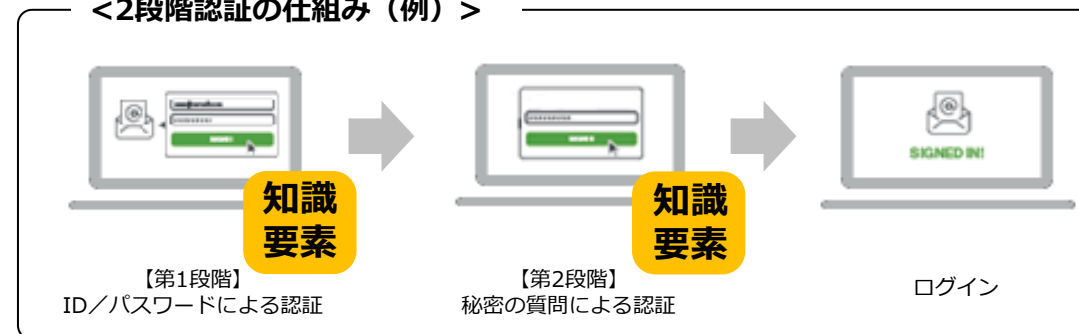 <2段階認証の仕組み（例）>
SIGNED IN!
知識
要素
知識
要素
【第1段階】
ID／パスワードによる認証
【第2段階】
秘密の質問による認証
ログイン